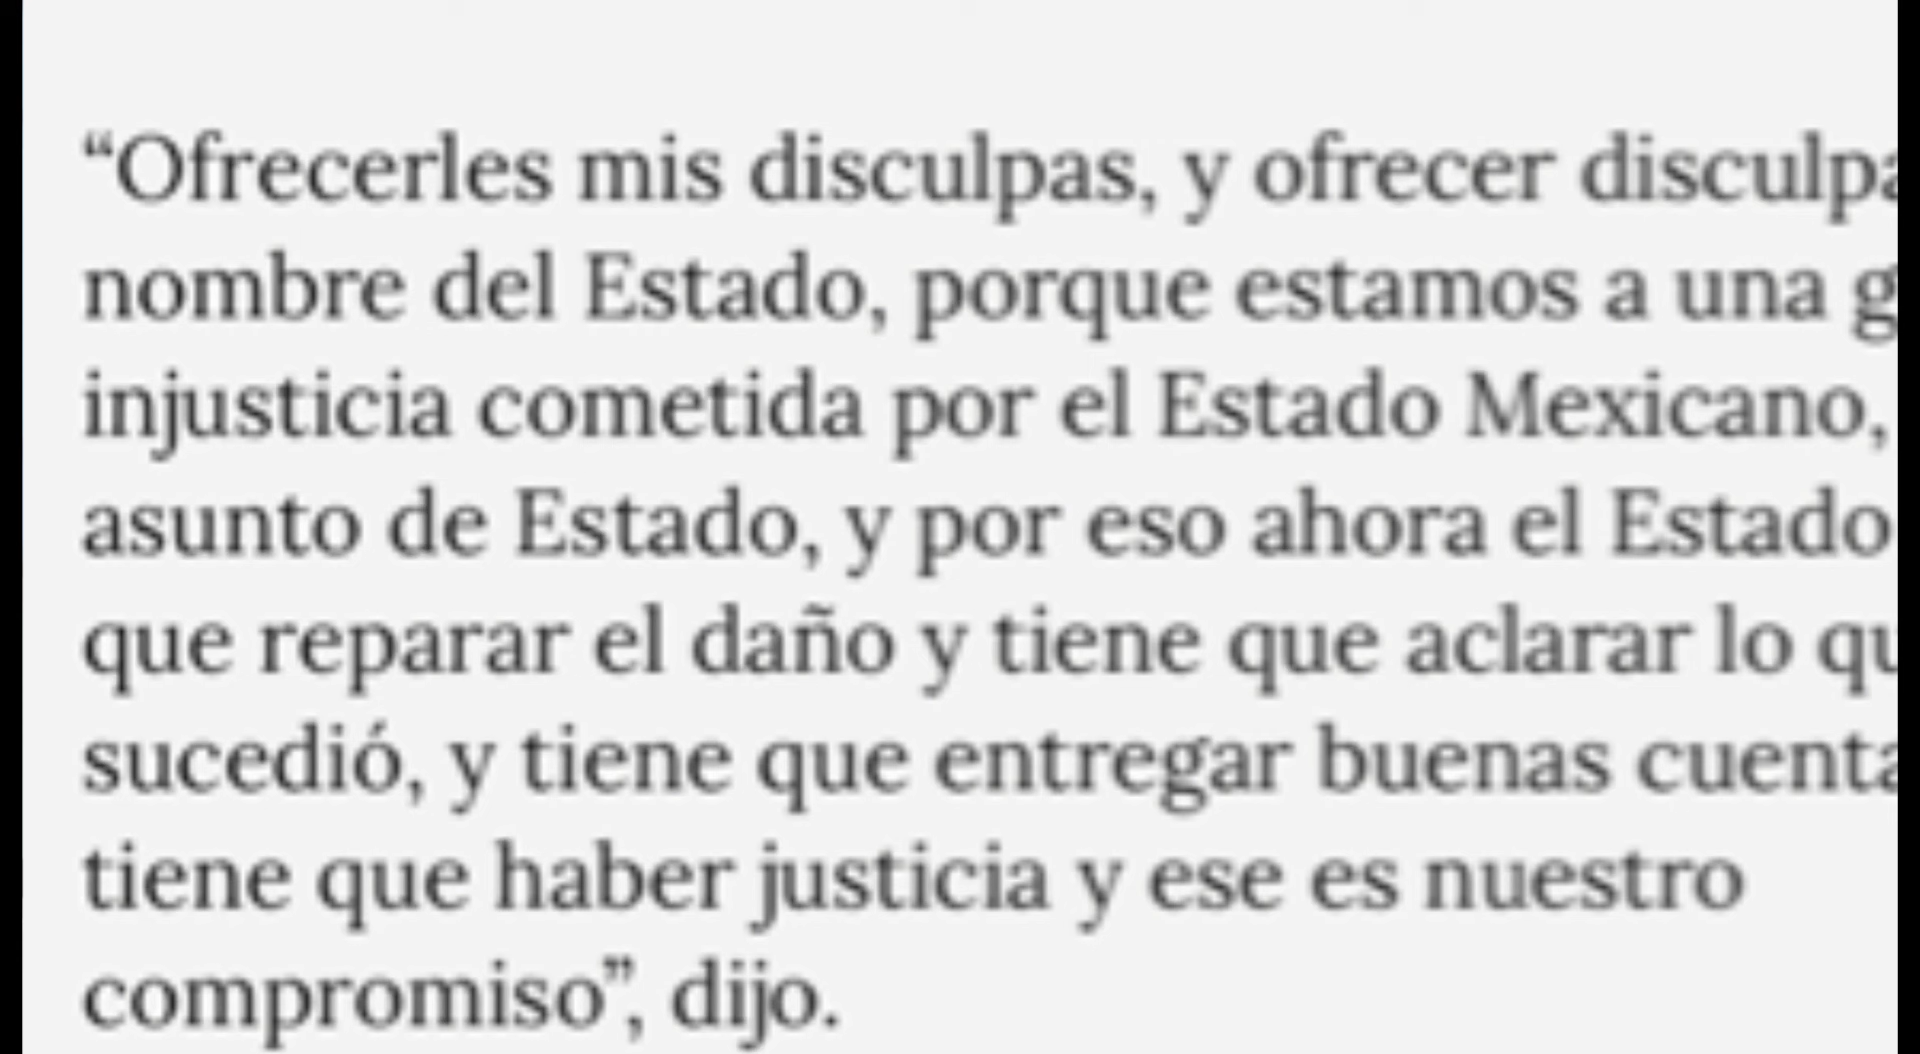 “Ofrecerles mis disculpas, y ofrecer
nombre del Estado, porque estamos a una
injusticia cometida por el Estado Mexicano,
asunto de Estado, y por eso ahora el Estado
que reparar el daño y tiene que aclarar lo
sucedió, y tiene que entregar buenas
tiene que haber justicia y ese es nuestro
compromiso”, dijo.